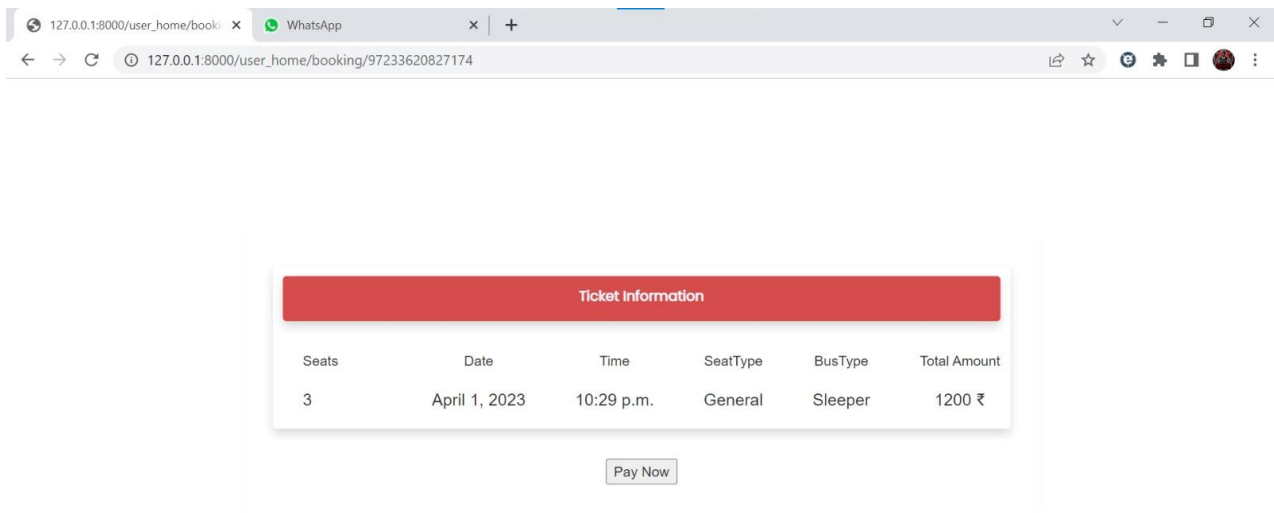 127.0.0.1:8000/user_home/booki
WhatsApp
127.0.0.1:8000/user_home/booking/97233620827174
Ticket Information
Seats Date Time SeatType BusType Total Amount
3 April 1, 2023 10:29 p.m. General Sleeper 1200 ₹
Pay Now